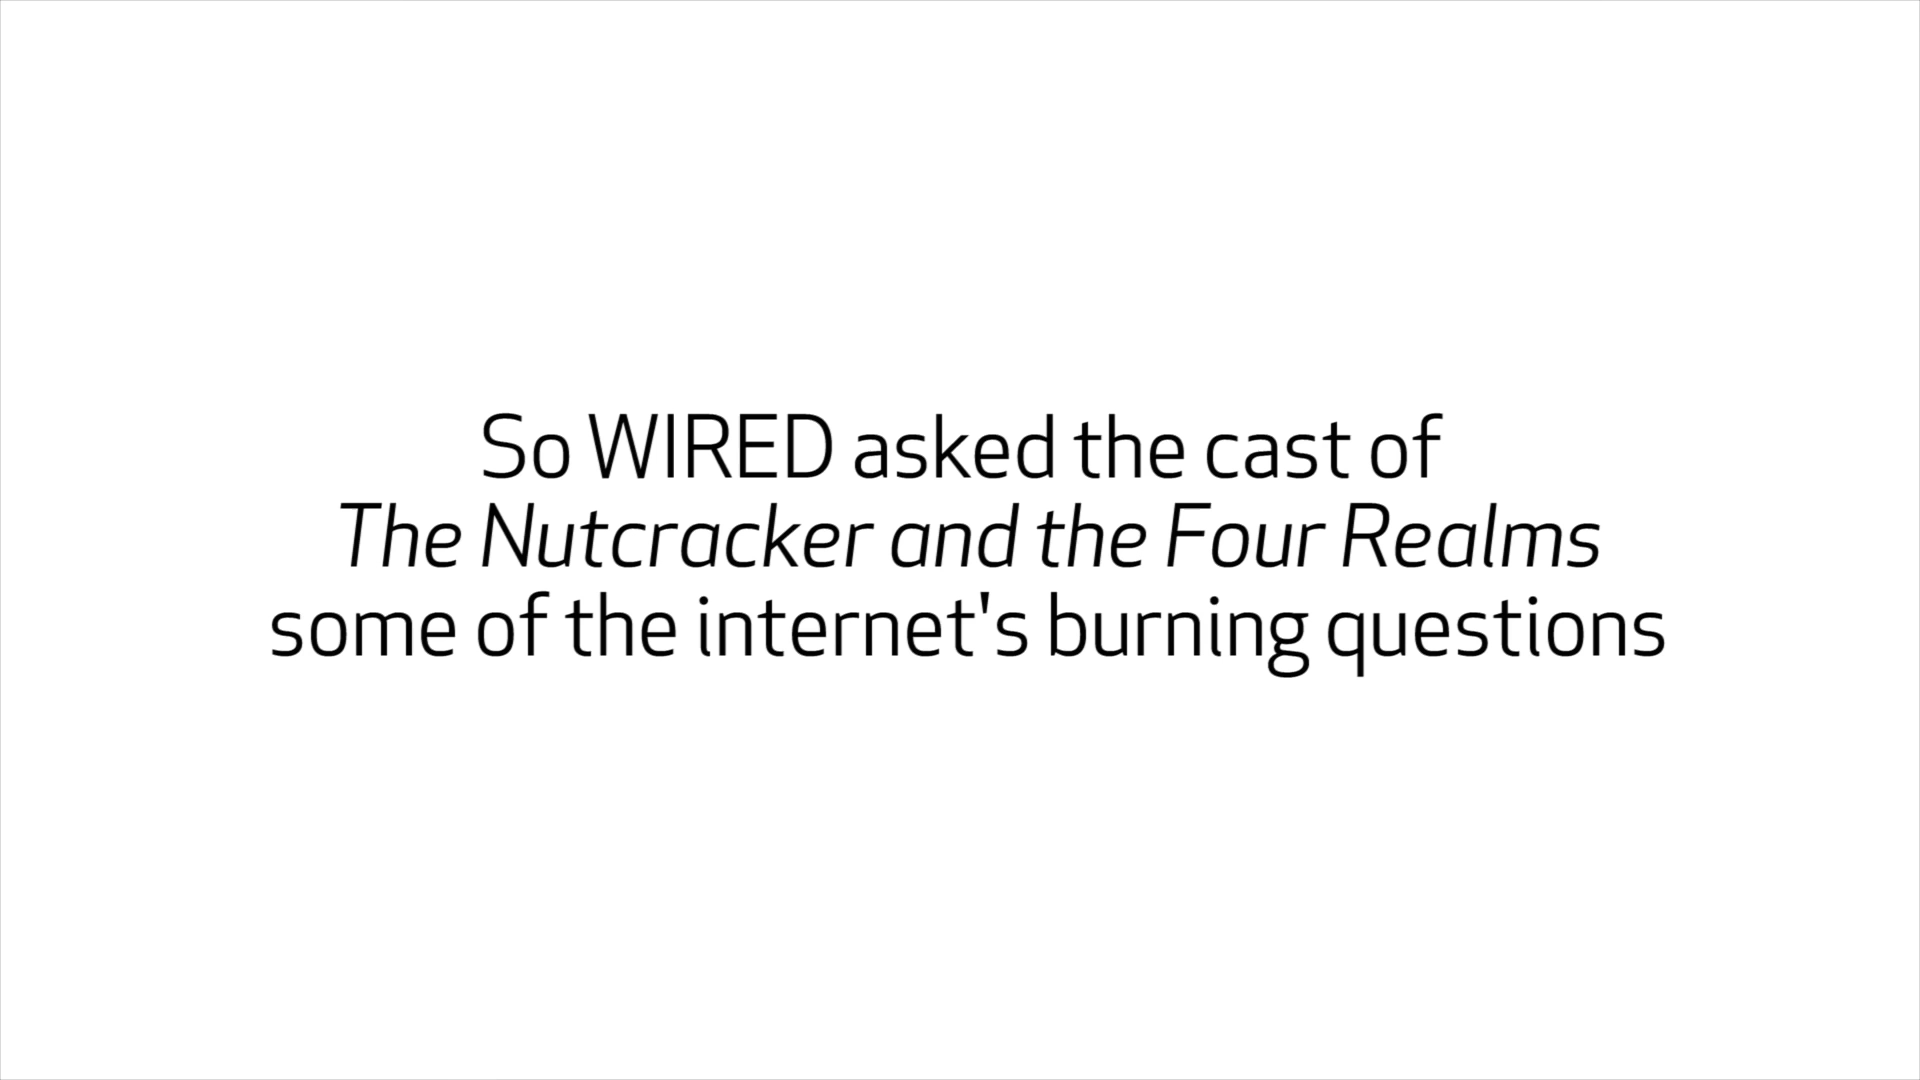 So WIRED asked the cast of
The Nutcracker and the Four Realms
some of the internet's burning questions